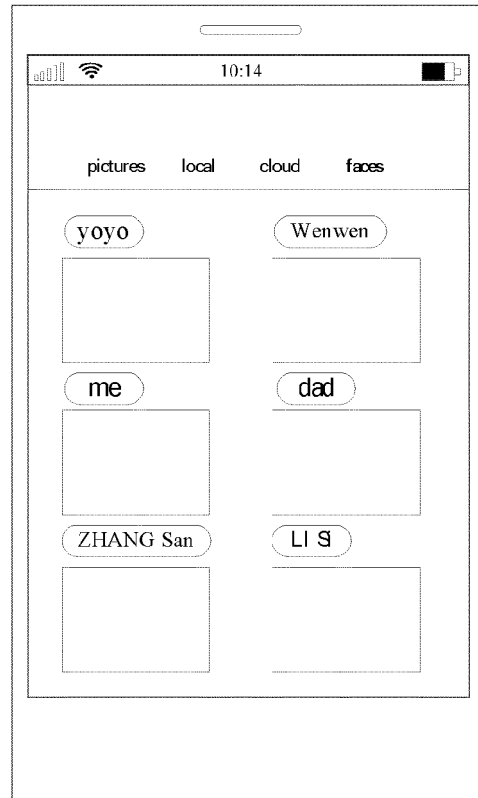 10:14
pictures local cloud faces
yoyo Wenwen
me dad
ZHANG San LI Si